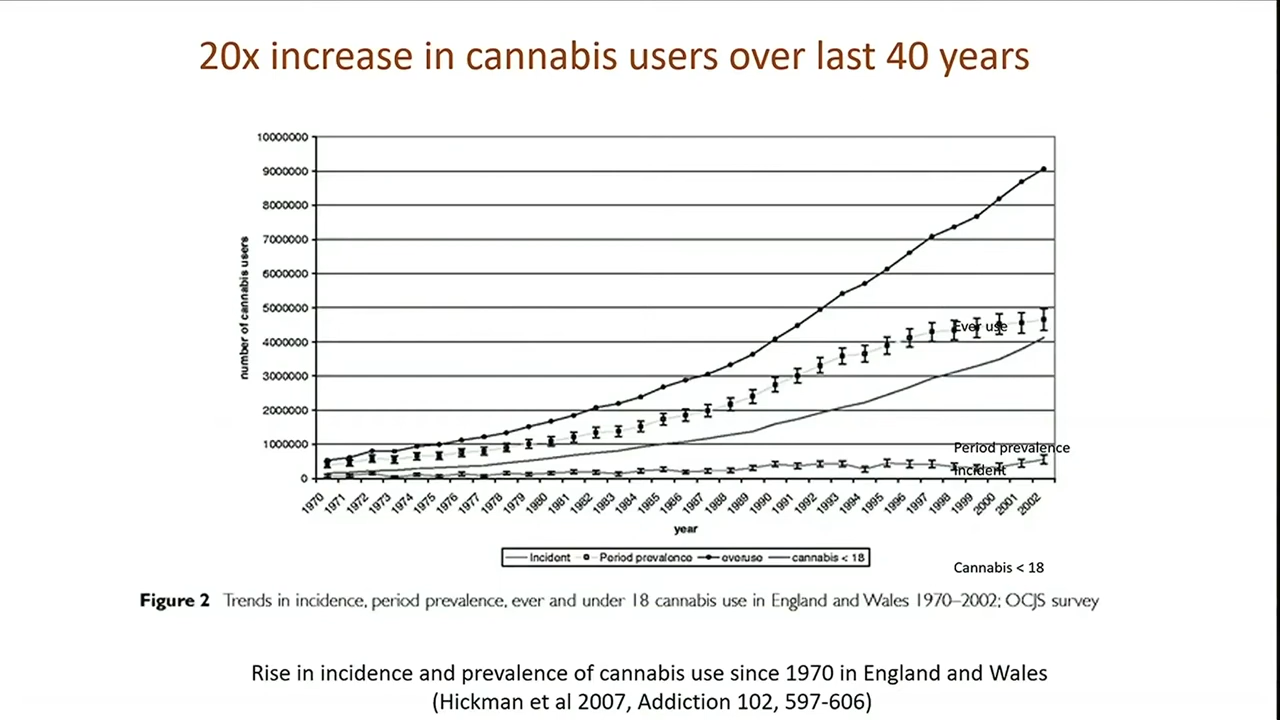 20x increase in cannabis users over last 40 years
10000000
9000000
8000000
7000000
6000000
5000000
4000000
3000000
2000000
1000000
0
number of cannabis users
Ever use
Period prevalence
Incident
1970 1971 1972 1973 1974 1975 1976 1977 1978 1979 1980 1981 1982 1983 1984 1985 1986 1987 1988 1989 1990 1991 1992 1993 1994 1995 1996 1997 1998 1999 2000 2001 2002
year
Incident Period prevalence everuse cannabis < 18
Cannabis < 18
Figure 2 Trends in incidence, period prevalence, ever and under 18 cannabis use in England and Wales 1970–2002; OCJS survey
Rise in incidence and prevalence of cannabis use since 1970 in England and Wales
(Hickman et al 2007, Addiction 102, 597-606)